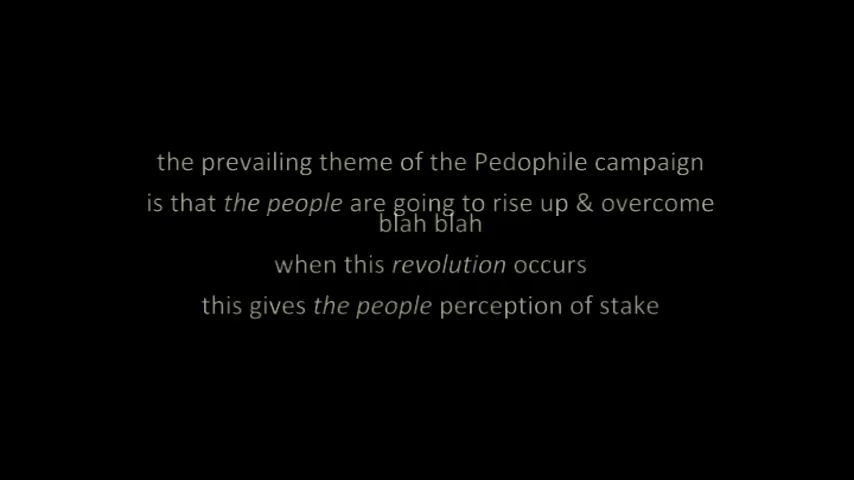 the prevailing theme of the Pedophile campaign
is that the people are going to rise up & overcome
blah blah
when this revolution occurs
this gives the people perception of stake